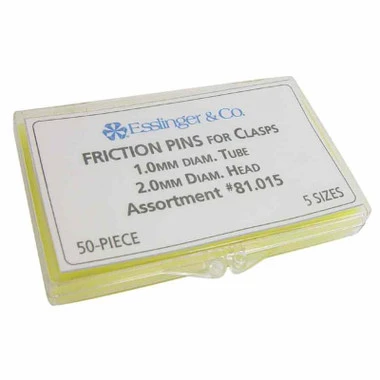 Esslinger & Co.
FRICTION PINS FOR CLASPS
1.0MM DIAM. TUBE
2.0MM DIAM. HEAD
ASSORTMENT #81.015
50-PIECE
5 SIZES